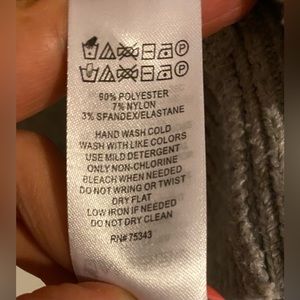 90% POLYESTER
7% NYLON
3% SPANDEX/ELASTANE
HAND WASH COLD
WASH WITH LIKE COLORS
USE MILD DETERGENT
ONLY NON-CHLORINE
BLEACH WHEN NEEDED
DO NOT WRING OR TWIST
DRY FLAT
LOW IRON IF NEEDED
DO NOT DRY CLEAN
RN# 75343